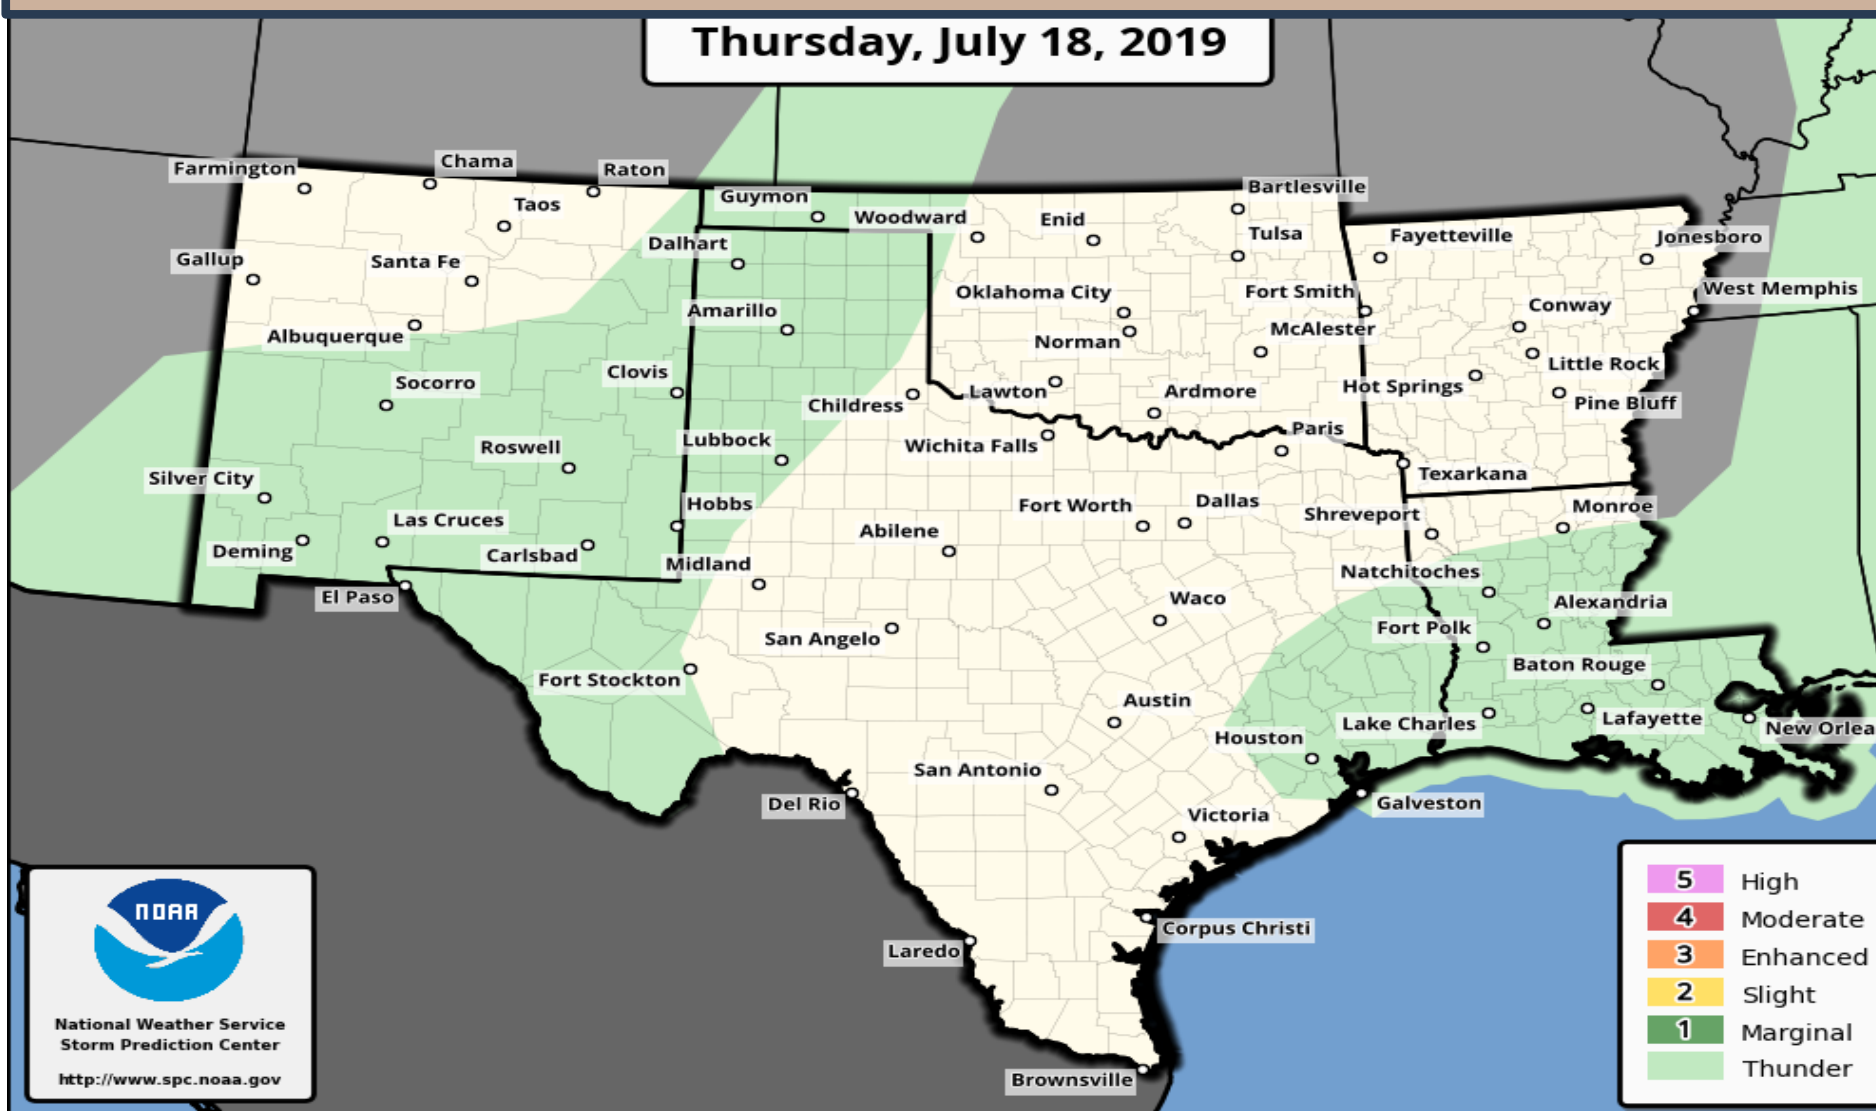 Thursday, July 18, 2019
Farmington
Chama
Raton
Taos
Guymon
Woodward
Enid
Bartlesville
Tulsa
Fayetteville
Jonesboro
Gallup
Santa Fe
Dalhart
Oklahoma City
Fort Smith
West Memphis
Albuquerque
Amarillo
Norman
McAlester
Conway
Socorro
Clovis
Childress
Lawton
Ardmore
Hot Springs
Little Rock
Pine Bluff
Roswell
Lubbock
Wichita Falls
Paris
Texarkana
Silver City
Las Cruces
Hobbs
Abilene
Fort Worth
Dallas
Shreveport
Monroe
Deming
Carlsbad
Midland
Natchitoches
El Paso
San Angelo
Waco
Fort Polk
Alexandria
Fort Stockton
Austin
Baton Rouge
Houston
Lake Charles
Lafayette
New Orlea
Del Rio
San Antonio
Victoria
Galveston
Laredo
Corpus Christi
Brownsville
NOAA
National Weather Service
Storm Prediction Center
http://www.spc.noaa.gov
5 High
4 Moderate
3 Enhanced
2 Slight
1 Marginal
Thunder